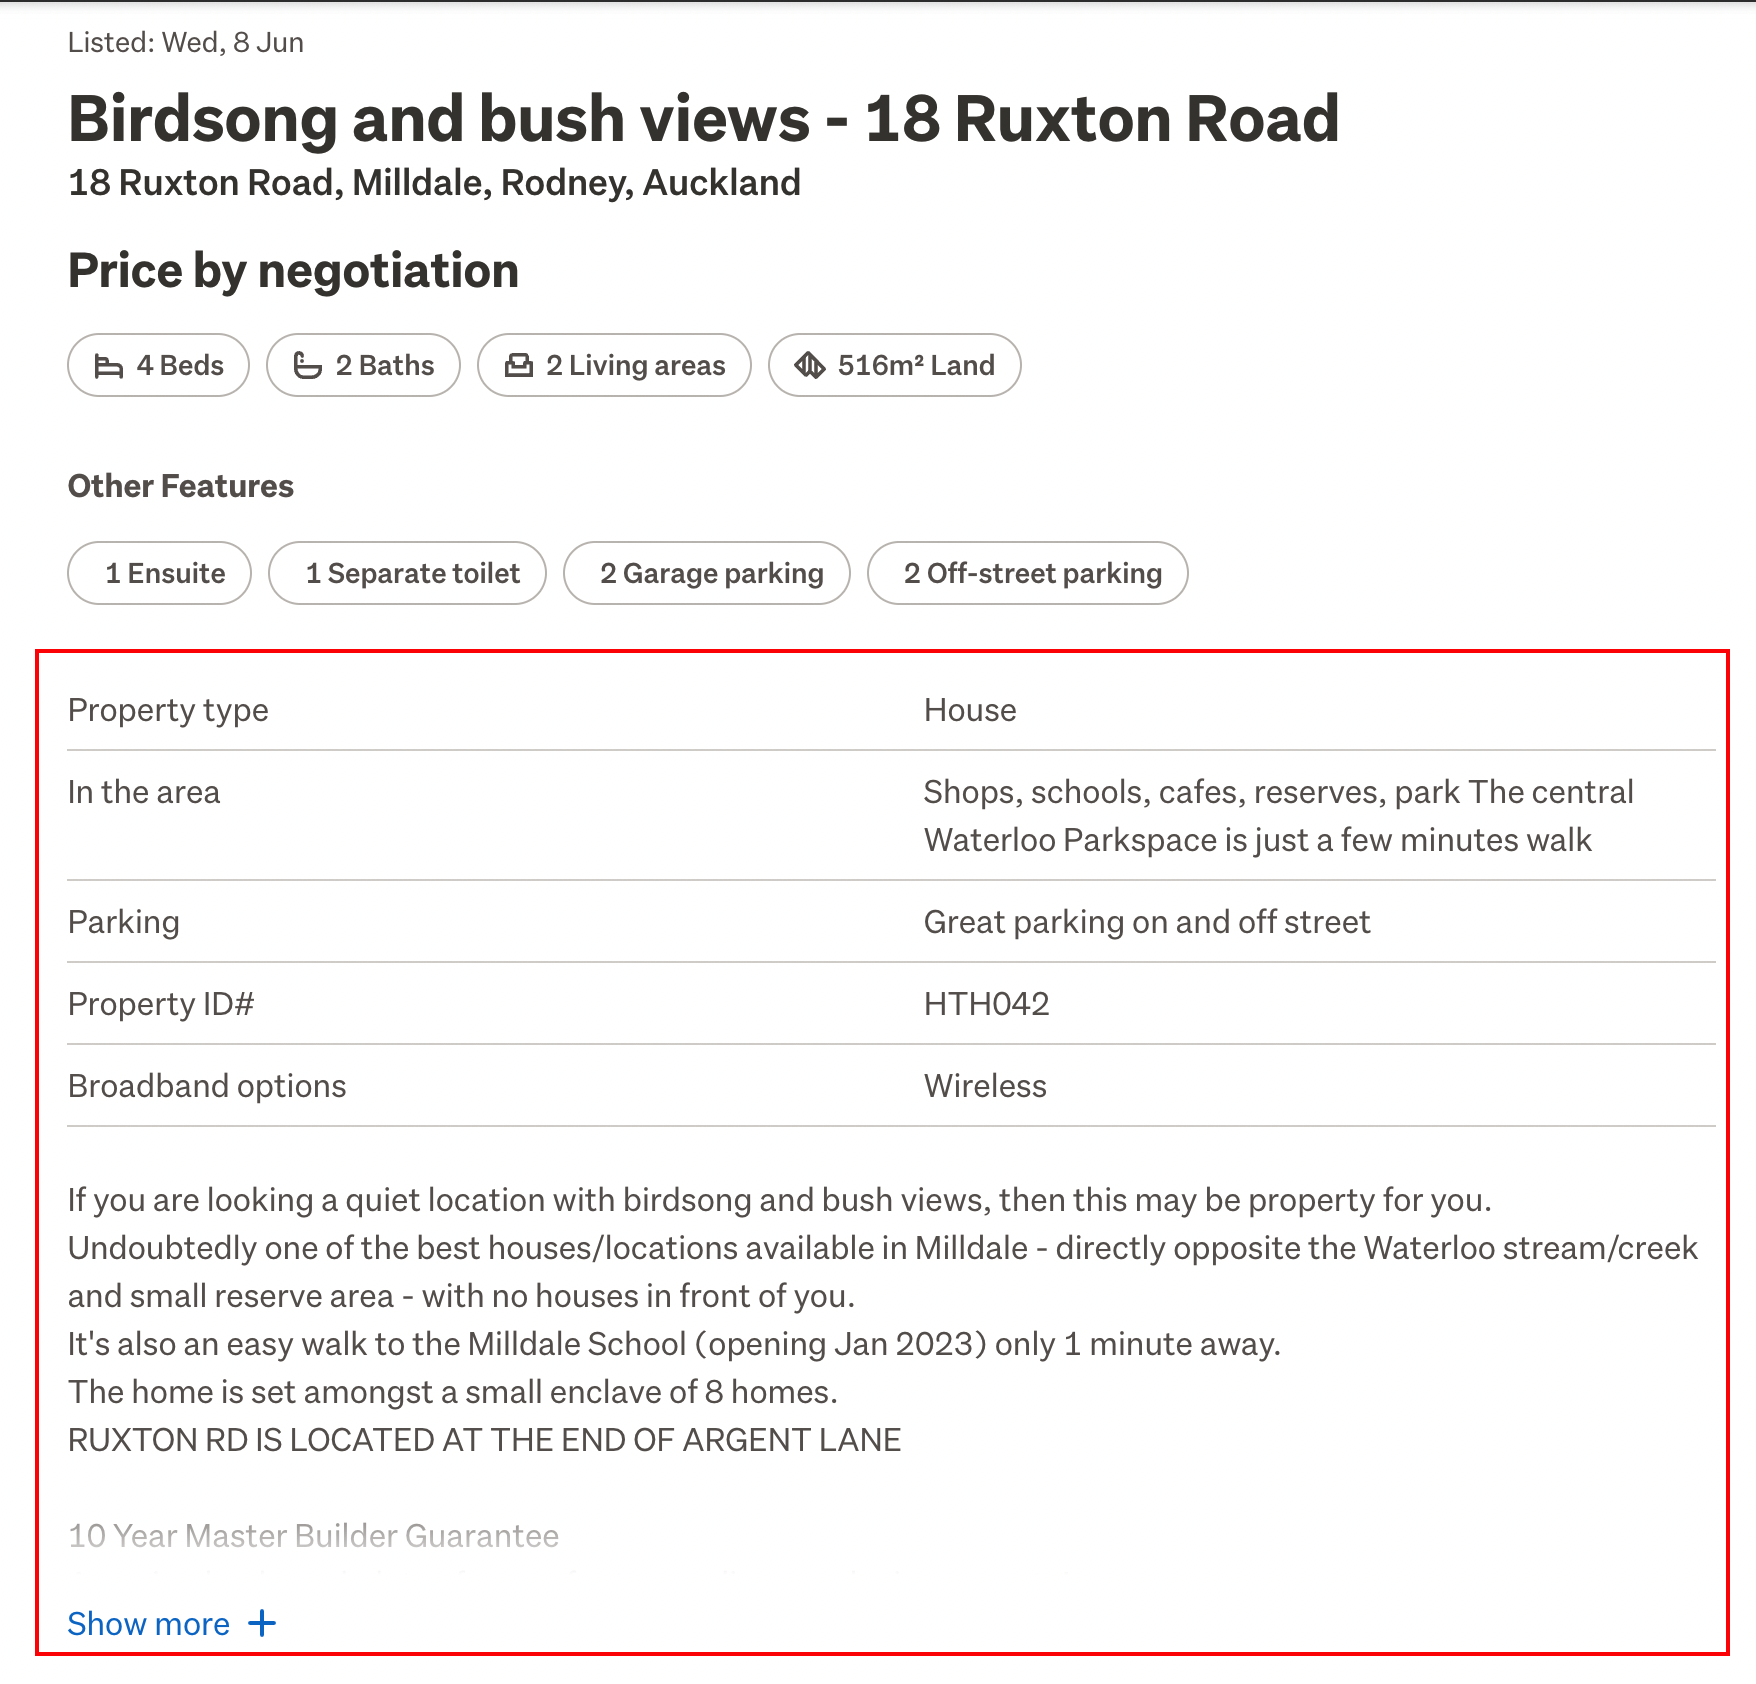 Listed: Wed, 8 Jun
Birdsong and bush views - 18 Ruxton Road
18 Ruxton Road, Milldale, Rodney, Auckland
Price by negotiation
4 Beds
2 Baths
2 Living areas
516m² Land
Other Features
1 Ensuite
1 Separate toilet
2 Garage parking
2 Off-street parking
Property type
House
In the area
Shops, schools, cafes, reserves, park The central
Waterloo Parkspace is just a few minutes walk
Parking
Great parking on and off street
Property ID#
HTH042
Broadband options
Wireless
If you are looking a quiet location with birdsong and bush views, then this may be property for you.
Undoubtedly one of the best houses/locations available in Milldale - directly opposite the Waterloo stream/creek
and small reserve area - with no houses in front of you.
It's also an easy walk to the Milldale School (opening Jan 2023) only 1 minute away.
The home is set amongst a small enclave of 8 homes.
RUXTON RD IS LOCATED AT THE END OF ARGENT LANE
10 Year Master Builder Guarantee
Show more